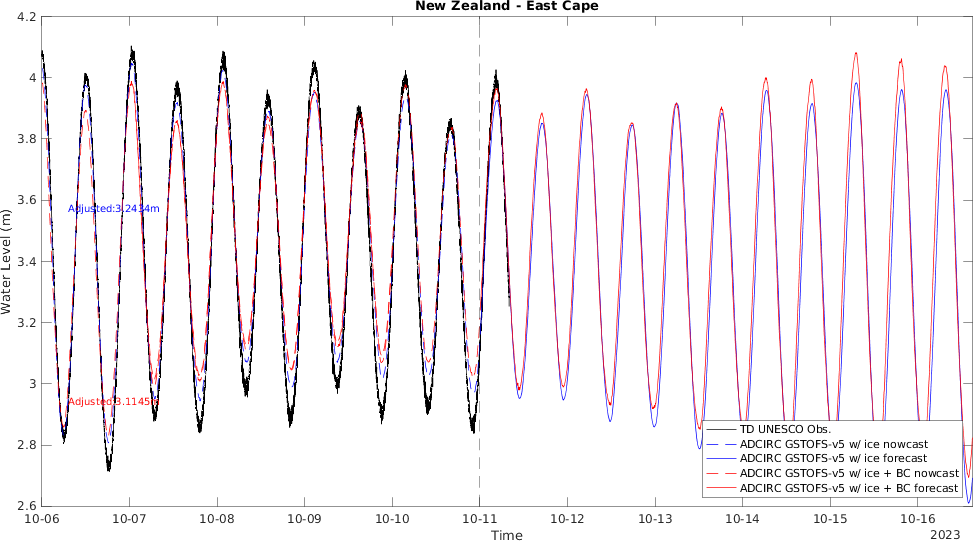 New Zealand - East Cape
4.2
4
3.8
3.6
3.4
3.2
3
2.8
2.6
Water Level (m)
Adjusted:3.2434m
Adjusted:3.1145m
TD UNESCO Obs.
ADCIRC GSTOFS-v5 w/ ice nowcast
ADCIRC GSTOFS-v5 w/ ice forecast
ADCIRC GSTOFS-v5 w/ ice + BC nowcast
ADCIRC GSTOFS-v5 w/ ice + BC forecast
10-06 10-07 10-08 10-09 10-10 10-11 10-12 10-13 10-14 10-15 10-16
Time
2023